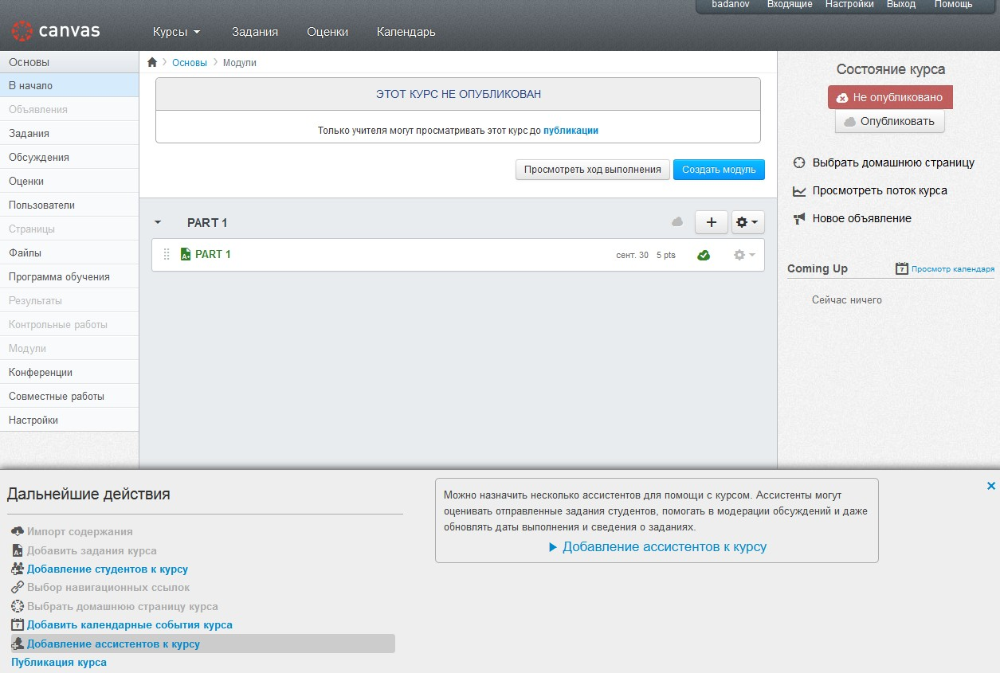 badanov Входящие Настройки Выход Помощь
canvas Курсы Задания Оценки Календарь
Основы
В начало
Объявления
Задания
Обсуждения
Оценки
Пользователи
Страницы
Файлы
Программа обучения
Результаты
Контрольные работы
Модули
Конференции
Совместные работы
Настройки
Основы Модули
ЭТОТ КУРС НЕ ОПУБЛИКОВАН
Только учителя могут просматривать этот курс до публикации
Просмотреть ход выполнения Создать модуль
PART 1
A+ PART 1 сент. 30 5 pts
Состояние курса
Не опубликовано
Опубликовать
Выбрать домашнюю страницу
Просмотреть поток курса
Новое объявление
Coming Up 7 Просмотр календаря
Сейчас ничего
Дальнейшие действия
Импорт содержания
A+ Добавить задания курса
Добавление студентов к курсу
Выбор навигационных ссылок
Выбрать домашнюю страницу курса
7 Добавить календарные события курса
Добавление ассистентов к курсу
Публикация курса
Можно назначить несколько ассистентов для помощи с курсом. Ассистенты могут
оценивать отправленные задания студентов, помогать в модерации обсуждений и даже
обновлять даты выполнения и сведения о заданиях.
Добавление ассистентов к курсу